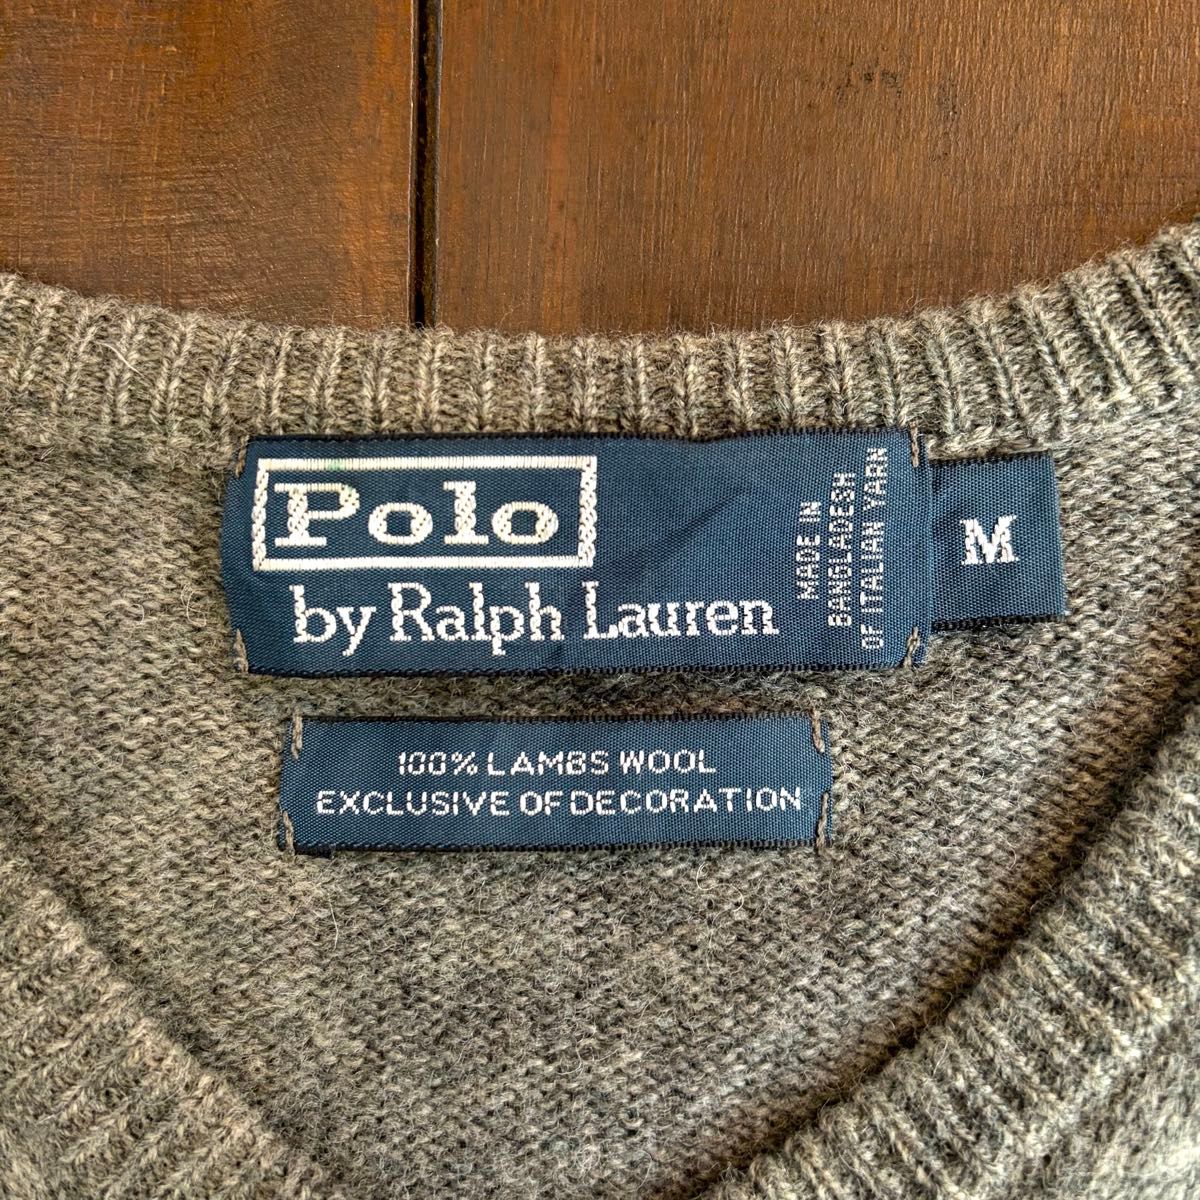 Polo
by Ralph Lauren
MADE IN
BANGLADESH
OF ITALIAN YARN
M
100% LAMBS WOOL
EXCLUSIVE OF DECORATION